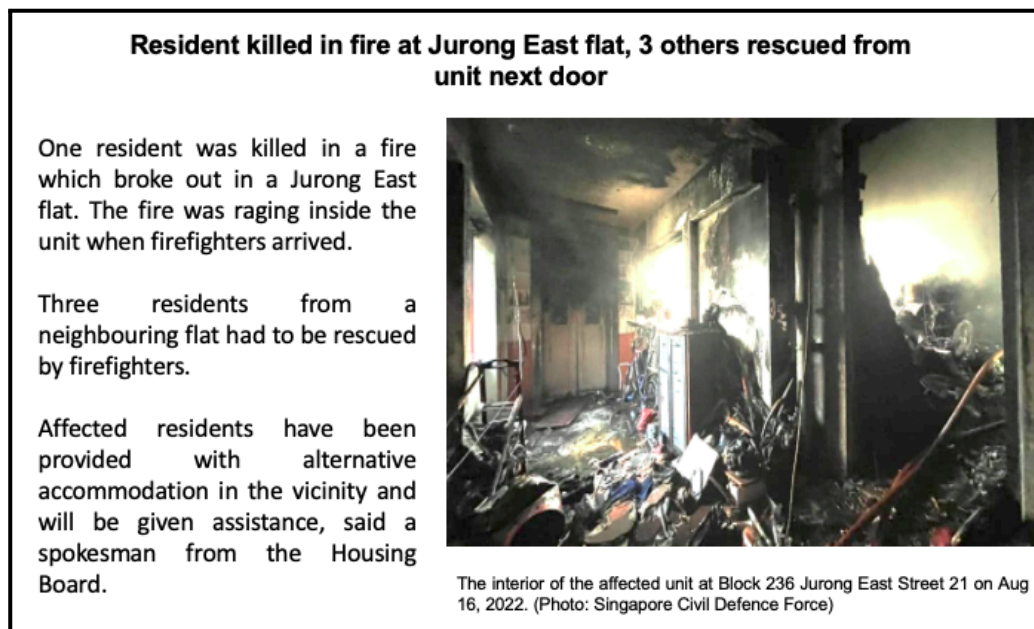 Resident killed in fire at Jurong East flat, 3 others rescued from
unit next door
One resident was killed in a fire
which broke out in a Jurong East
flat. The fire was raging inside the
unit when firefighters arrived.
Three residents from a
neighbouring flat had to be rescued
by firefighters.
Affected residents have been
provided with alternative
accommodation in the vicinity and
will be given assistance, said a
spokesman from the Housing
Board.
The interior of the affected unit at Block 236 Jurong East Street 21 on Aug
16, 2022. (Photo: Singapore Civil Defence Force)